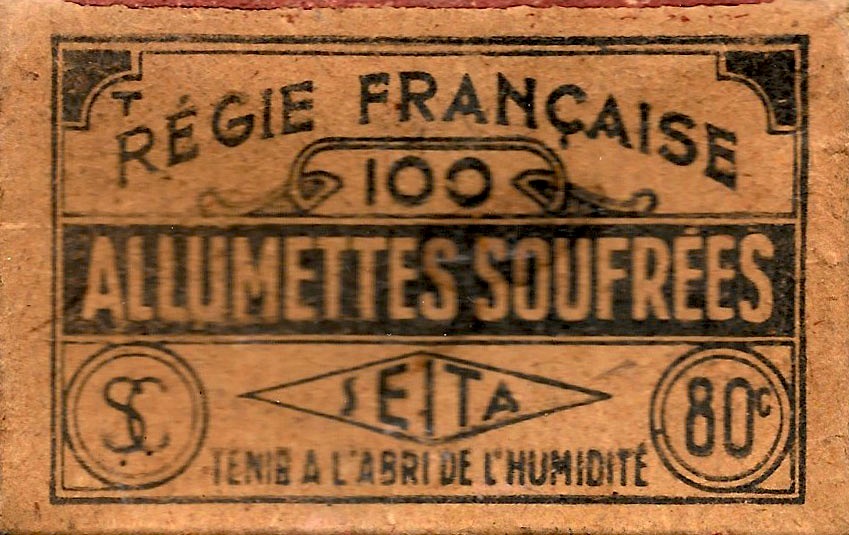 T
RÉGIE FRANÇAISE
100
ALLUMETTES SOUFRÉES
SC
SEITA
80c
TENIR A L'ABRI DE L'HUMIDITÉ